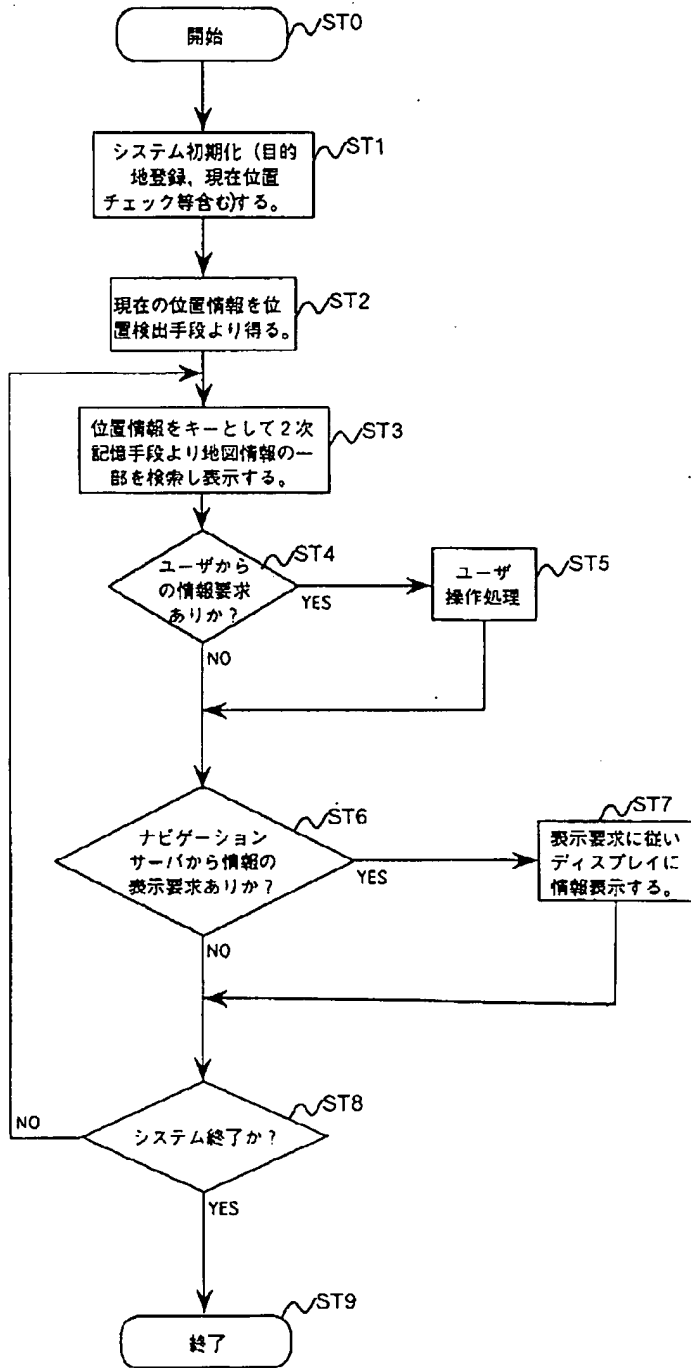 開始
ST0
システム初期化(目的
地登録、現在位置
チェック等含む)する。
ST1
現在の位置情報を位
置検出手段より得る。
ST2
位置情報をキーとして2次
記憶手段より地図情報の一
部を検索し表示する。
ST3
ユーザから
の情報要求
ありか?
ST4
YES
NO
ユーザ
操作処理
ST5
ナビゲーション
サーバから情報の
表示要求ありか?
ST6
YES
NO
ST7
表示要求に従い
ディスプレイに
情報表示する。
システム終了か?
ST8
NO
YES
終了
ST9